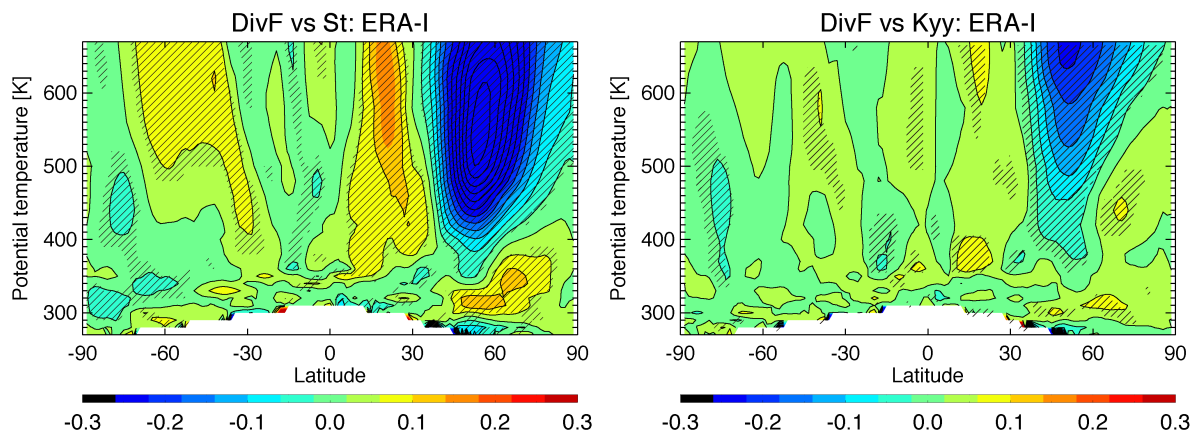 DivF vs St: ERA-I
Potential temperature [K]
600
500
400
300
-90 -60 -30 0 30 60 90
Latitude
-0.3 -0.2 -0.1 0.0 0.1 0.2 0.3
DivF vs Kyy: ERA-I
Potential temperature [K]
600
500
400
300
-90 -60 -30 0 30 60 90
Latitude
-0.3 -0.2 -0.1 0.0 0.1 0.2 0.3